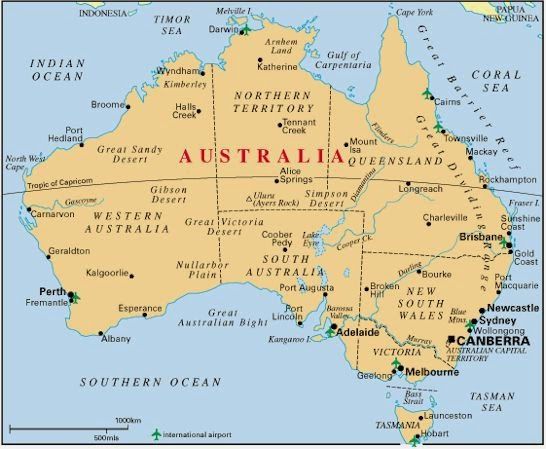 INDONESIA
TIMOR
SEA
Melville I.
Darwin
Arnhem
Land
Katherine
Cape York
PAPUA
NEW GUINEA
Gulf of
Carpentaria
INDIAN
OCEAN
Wyndham
Kimberley
Great Barrier Reef
CORAL
SEA
Broome
Halls
Creek
NORTHERN
TERRITORY
Tennant
Creek
Cairns
Townsville
Flinders
Mackay
Port
Hedland
Great Sandy
Desert
AUSTRALIA
Mount
Isa
QUEENSLAND
Great Dividing Range
North West
Cape
Tropic of Capricorn
Alice
Springs
Rockhampton
Gibson
Desert
Uluru
(Ayers Rock)
Simpson
Desert
Diamantina
Longreach
Fraser I.
Gascoyne
Carnarvon
WESTERN
AUSTRALIA
Great Victoria
Desert
Coober
Pedy
Lake
Eyre
Cooper Ck.
Charleville
Sunshine
Coast
Brisbane
Gold
Coast
Geraldton
Kalgoorlie
Nullarbor
Plain
SOUTH
AUSTRALIA
Darling
Bourke
Port
Macquarie
Perth
Fremantle
Esperance
Port Augusta
Broken
Hill
NEW
SOUTH
WALES
Great
Australian Bight
Port
Lincoln
Barossa
Valley
Blue
Mtns.
Newcastle
Sydney
Wollongong
Albany
Kangaroo I.
Adelaide
Murray
CANBERRA
AUSTRALIAN CAPITAL
TERRITORY
VICTORIA
Geelong
Melbourne
SOUTHERN OCEAN
Bass
Strait
TASMAN
SEA
Launceston
TASMANIA
Hobart
1000km
500mls
international airport